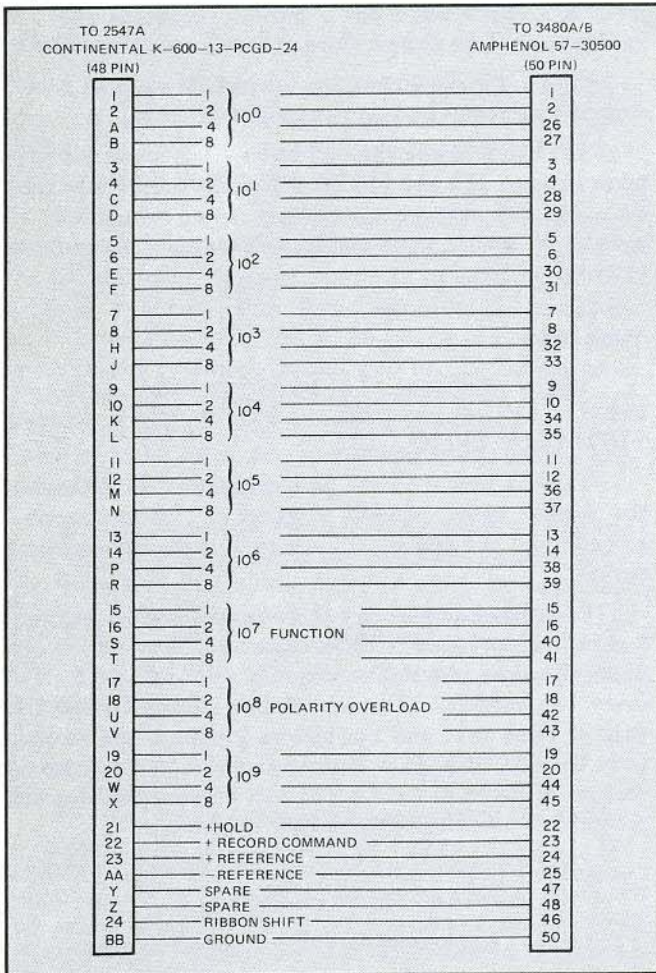 TO 2547A
CONTINENTAL K-600-13-PCGD-24
(48 PIN)
TO 3480A/B
AMPHENOL 57-30500
(50 PIN)
1 1 1
2 2 10⁰ 2
A 4 26
B 8 27
3 1 3
4 2 10¹ 4
C 4 28
D 8 29
5 1 5
6 2 10² 6
E 4 30
F 8 31
7 1 7
8 2 10³ 8
H 4 32
J 8 33
9 1 9
10 2 10⁴ 10
K 4 34
L 8 35
11 1 11
12 2 10⁵ 12
M 4 36
N 8 37
13 1 13
14 2 10⁶ 14
P 4 38
R 8 39
15 1 15
16 2 10⁷ FUNCTION 16
S 4 40
T 8 41
17 1 17
18 2 10⁸ POLARITY OVERLOAD 18
U 4 42
V 8 43
19 1 19
20 2 10⁹ 20
W 4 44
X 8 45
21 +HOLD 22
22 + RECORD COMMAND 23
23 + REFERENCE 24
AA -REFERENCE 25
Y SPARE 47
Z SPARE 48
24 RIBBON SHIFT 46
BB GROUND 50